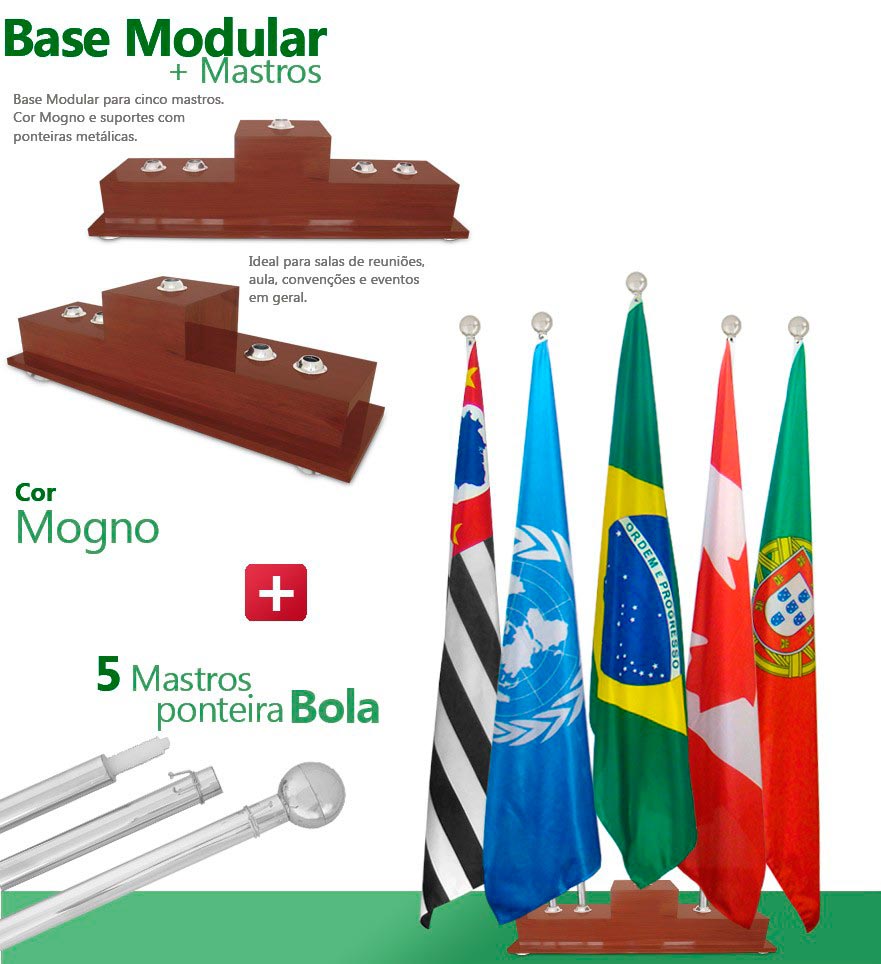 Base Modular
+ Mastros
Base Modular para cinco mastros.
Cor Mogno e suportes com
ponteiras metálicas.
Ideal para salas de reuniões,
aula, convenções e eventos
em geral.
Cor
Mogno
+
5 Mastros
ponteira Bola
ORDEM E PROGRESSO